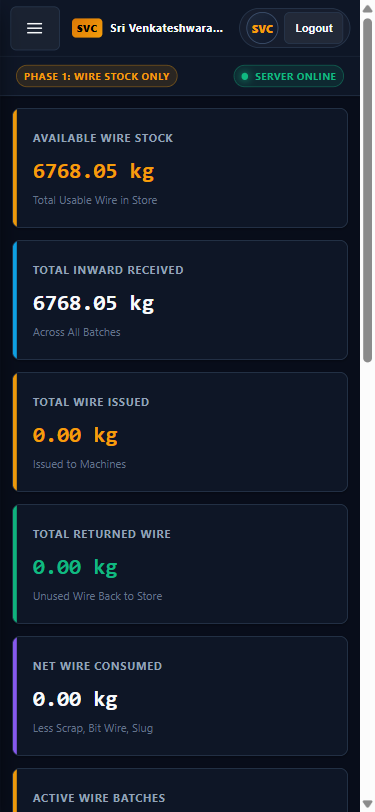 SVC
Sri Venkateshwara...
SVC
Logout
PHASE 1: WIRE STOCK ONLY
SERVER ONLINE
AVAILABLE WIRE STOCK
6768.05 kg
Total Usable Wire in Store
TOTAL INWARD RECEIVED
6768.05 kg
Across All Batches
TOTAL WIRE ISSUED
0.00 kg
Issued to Machines
TOTAL RETURNED WIRE
0.00 kg
Unused Wire Back to Store
NET WIRE CONSUMED
0.00 kg
Less Scrap, Bit Wire, Slug
ACTIVE WIRE BATCHES